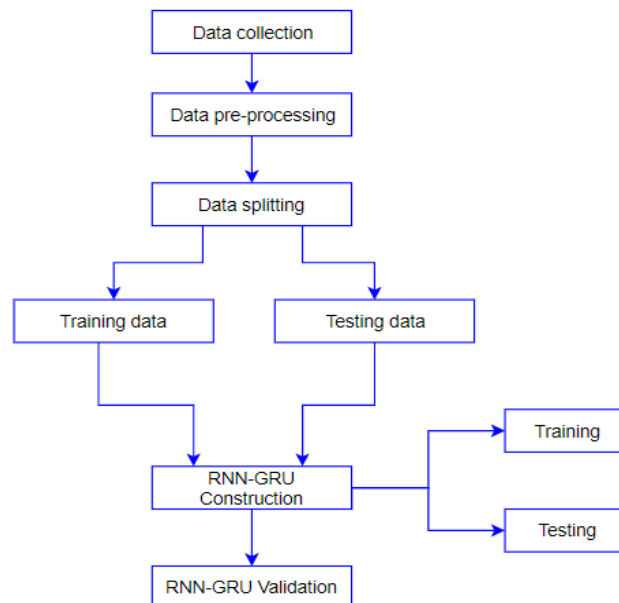 Data collection
Data pre-processing
Data splitting
Training data
Testing data
Training
RNN-GRU
Construction
Testing
RNN-GRU Validation